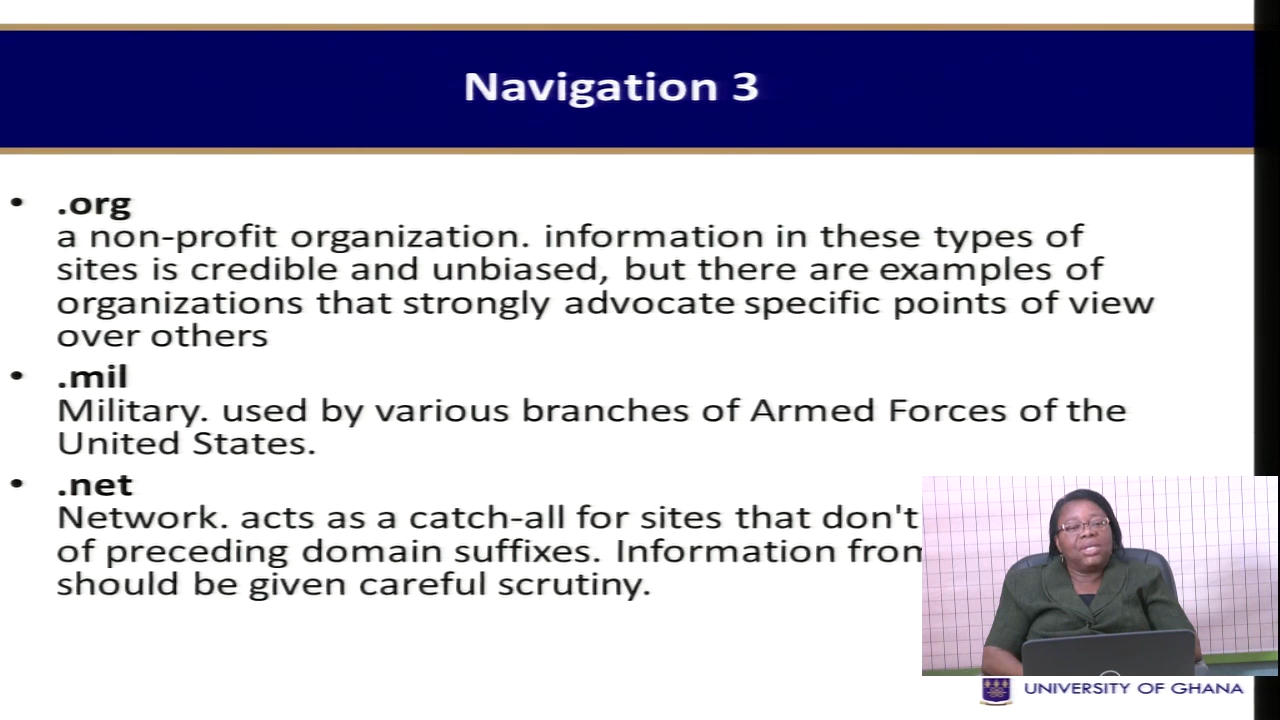 Navigation 3
• .org
a non-profit organization. information in these types of
sites is credible and unbiased, but there are examples of
organizations that strongly advocate specific points of view
over others
• .mil
Military. used by various branches of Armed Forces of the
United States.
• .net
Network. acts as a catch-all for sites that don't
of preceding domain suffixes. Information from
should be given careful scrutiny.
UNIVERSITY OF GHANA